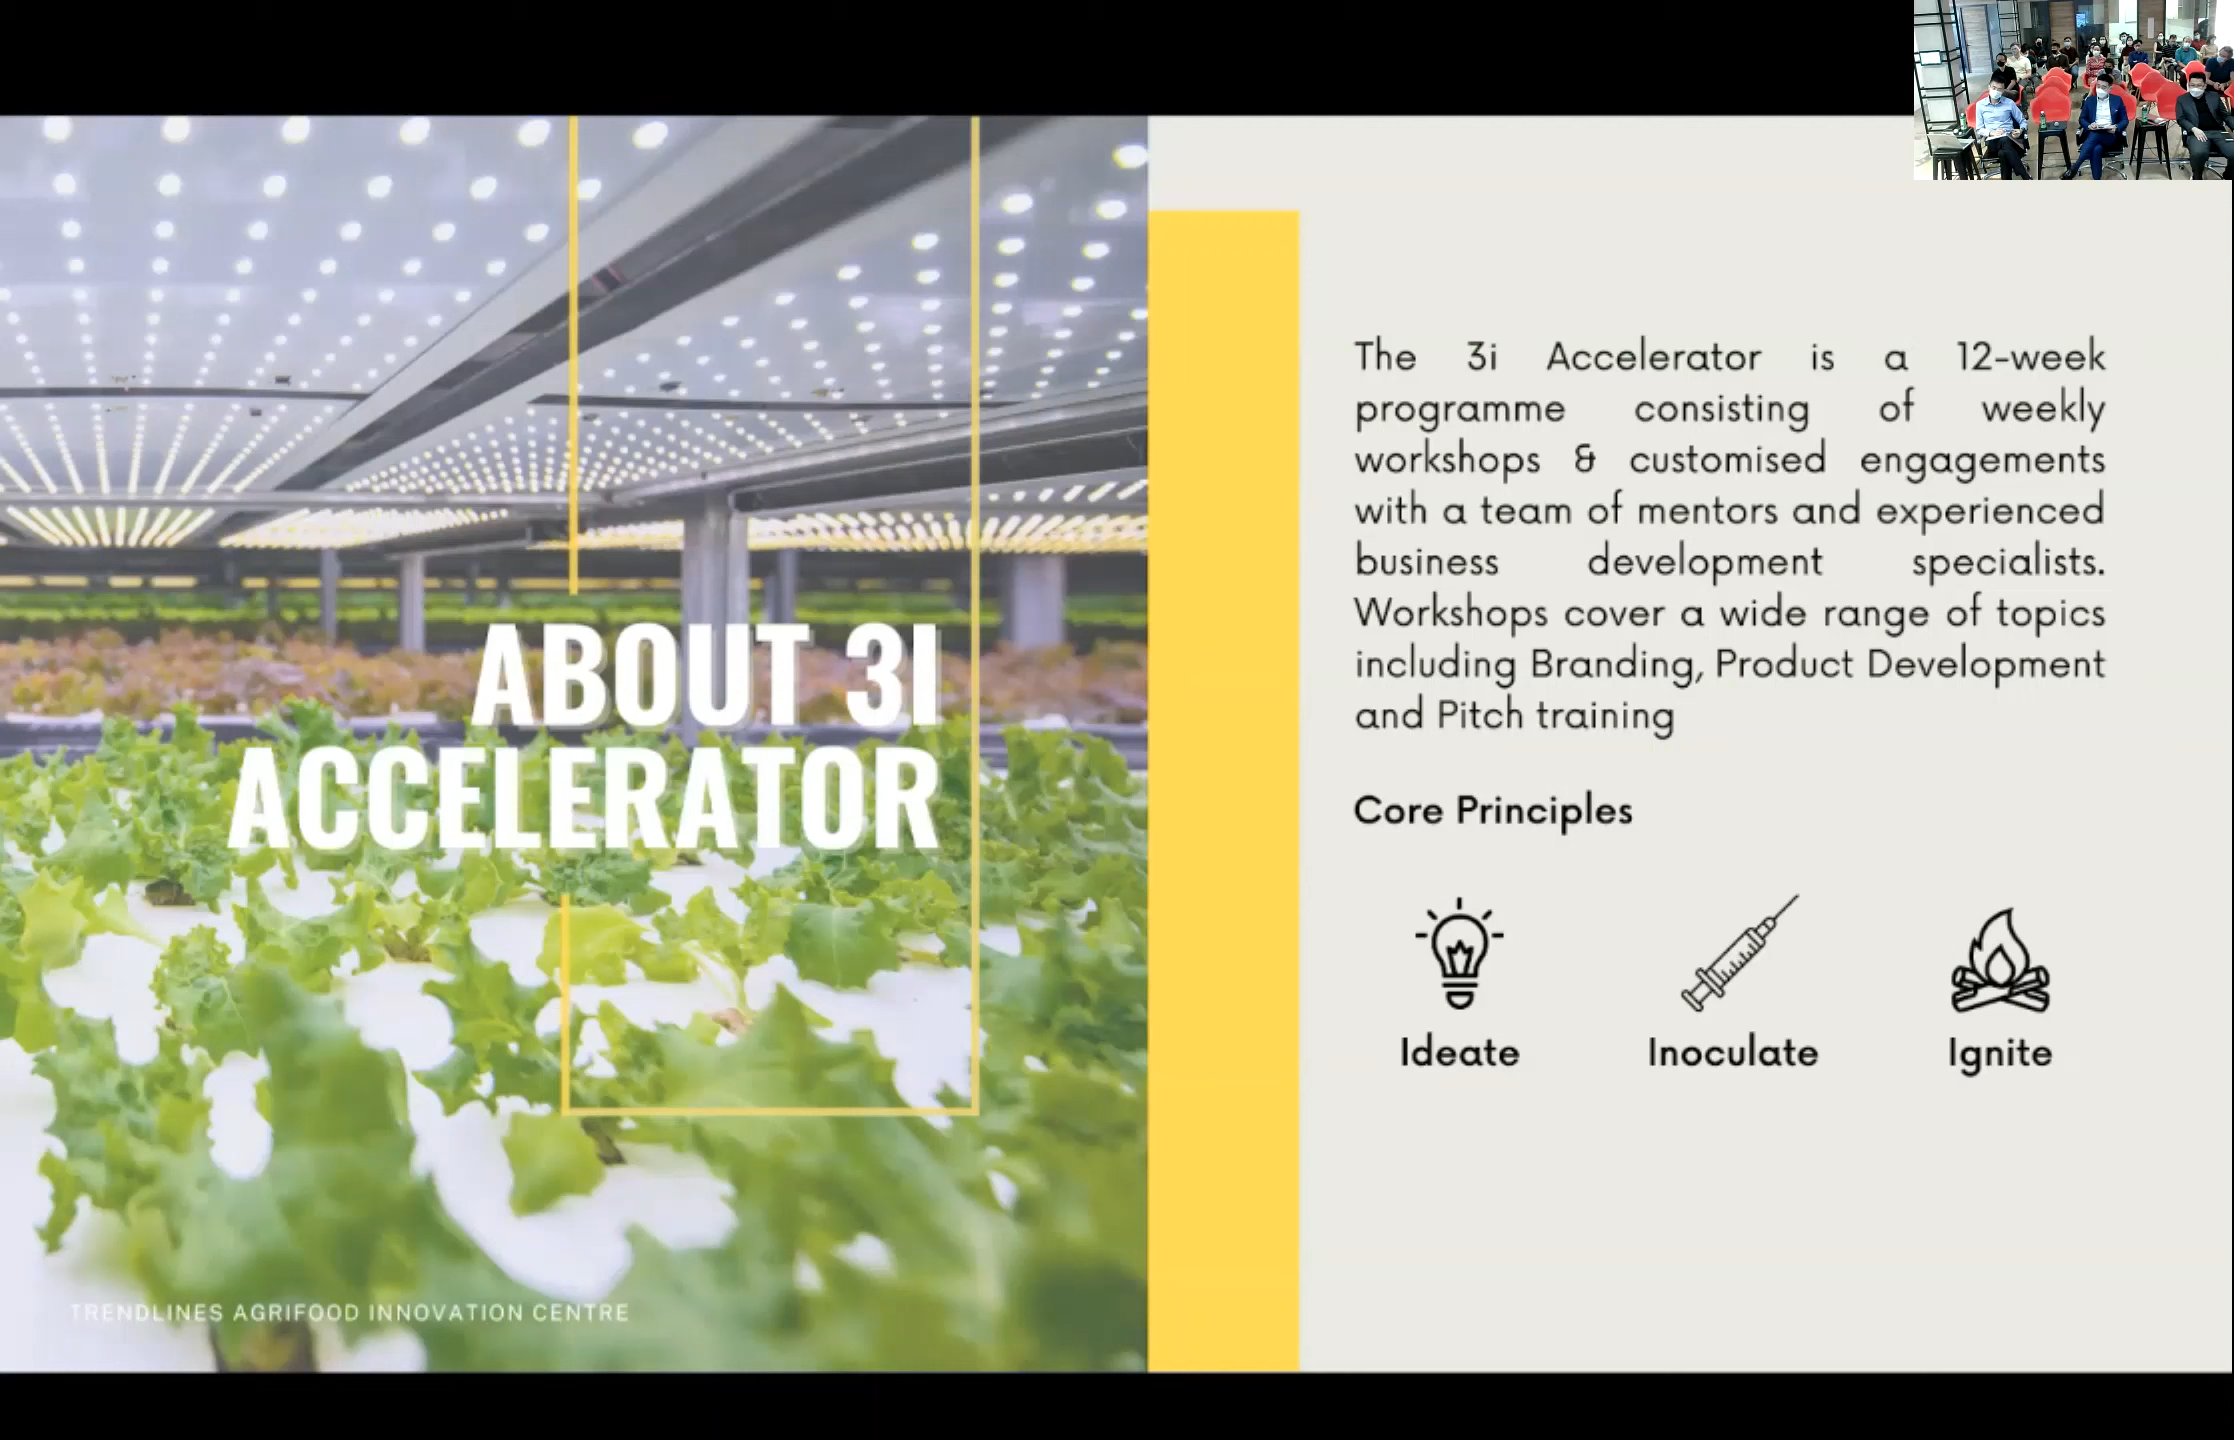 ABOUT 3I
ACCELERATOR
TRENDLINES AGRIFOOD INNOVATION CENTRE
The 3i Accelerator is a 12-week
programme consisting of weekly
workshops & customised engagements
with a team of mentors and experienced
business development specialists.
Workshops cover a wide range of topics
including Branding, Product Development
and Pitch training
Core Principles
Ideate
Inoculate
Ignite